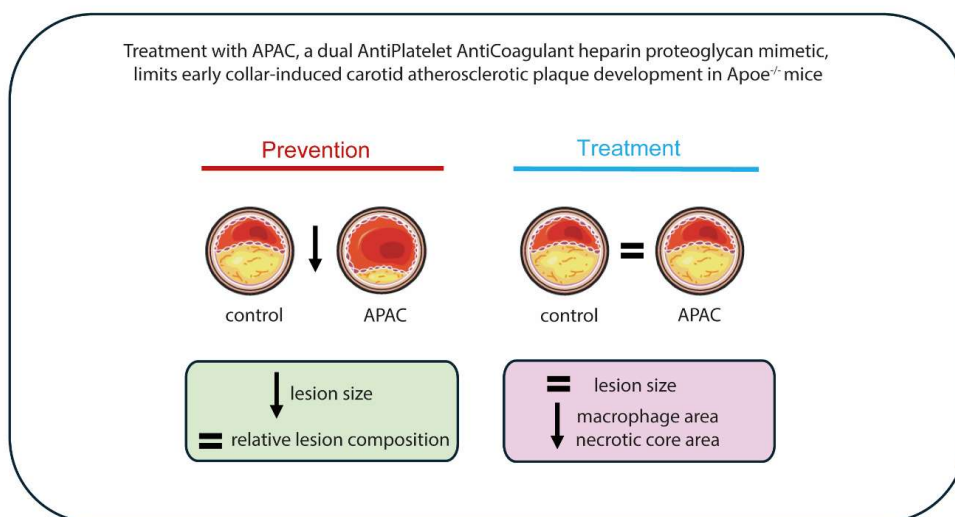 Treatment with APAC, a dual AntiPlatelet AntiCoagulant heparin proteoglycan mimetic,
limits early collar-induced carotid atherosclerotic plaque development in Apoe-/- mice
Prevention
Treatment
control
APAC
control
APAC
↓ lesion size
= relative lesion composition
= lesion size
↓ macrophage area
necrotic core area